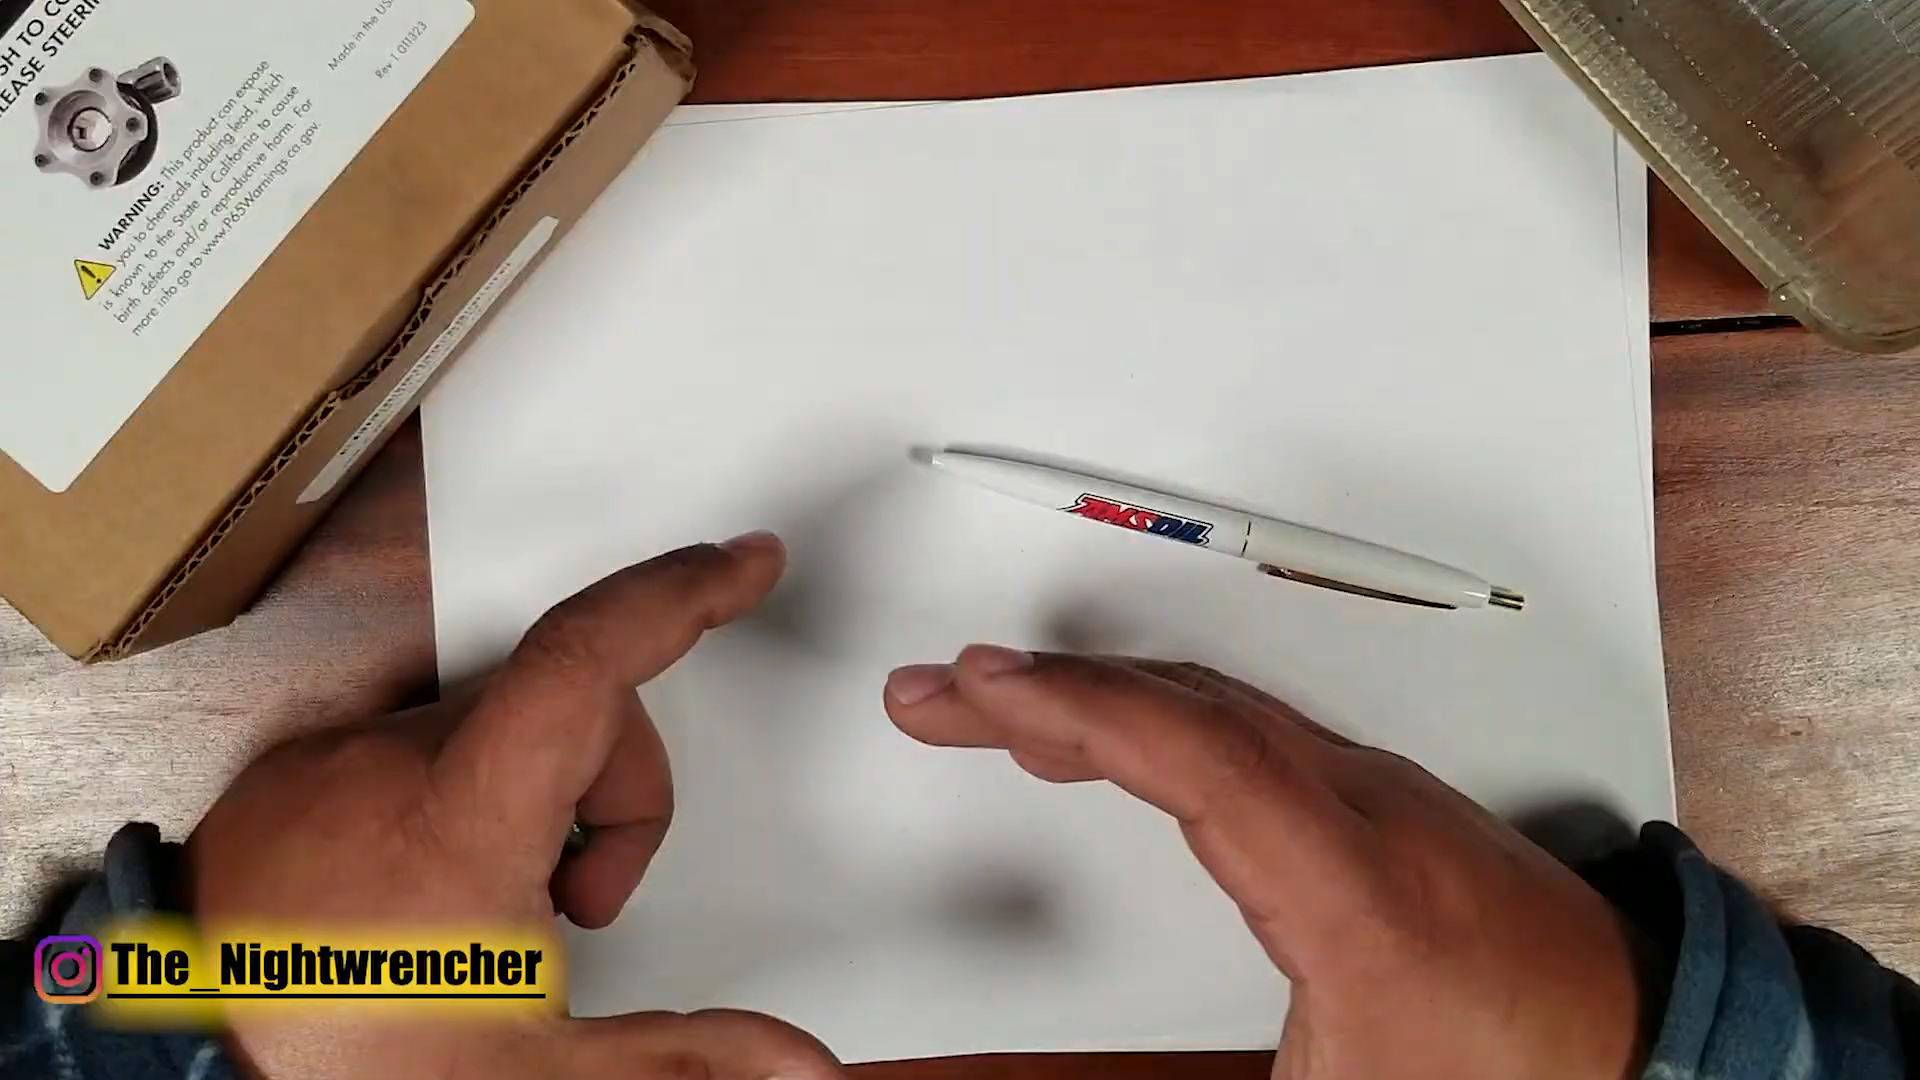 SH TO CO
LEASE STEERIN
Made in the US
Rev 1 011323
WARNING: This product can expose
you to chemicals including lead, which
is known to the State of California to cause
birth defects and/or reproductive harm. For
more info go to www.P65Warnings.ca.gov.
AMSOIL
The_Nightwrencher